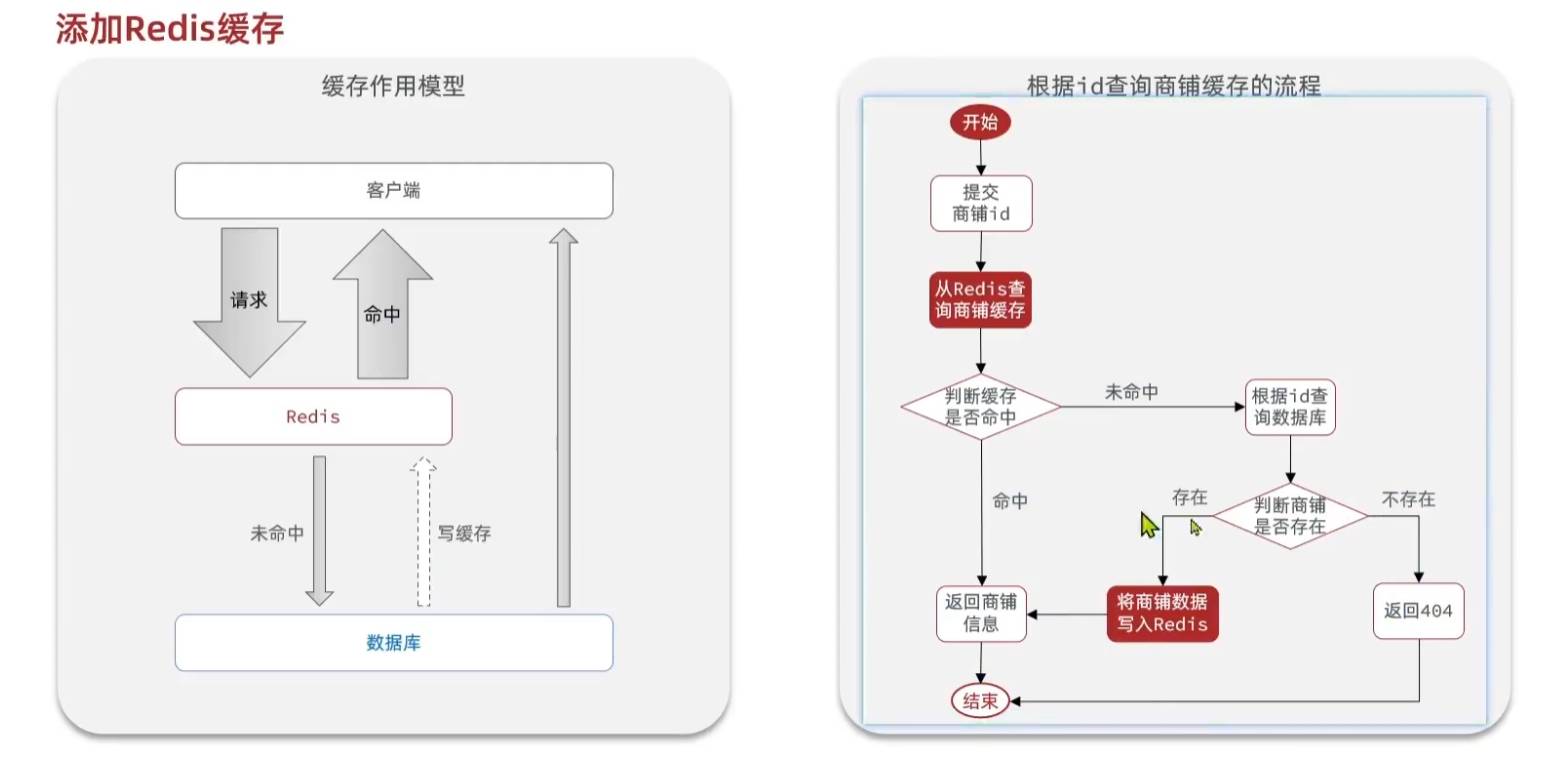 添加Redis缓存
缓存作用模型
客户端
请求
命中
Redis
未命中
写缓存
数据库
根据id查询商铺缓存的流程
开始
提交
商铺id
从Redis查
询商铺缓存
判断缓存
是否命中
未命中
根据id查
询数据库
命中
存在
判断商铺
是否存在
不存在
返回商铺
信息
将商铺数据
写入Redis
返回404
结束